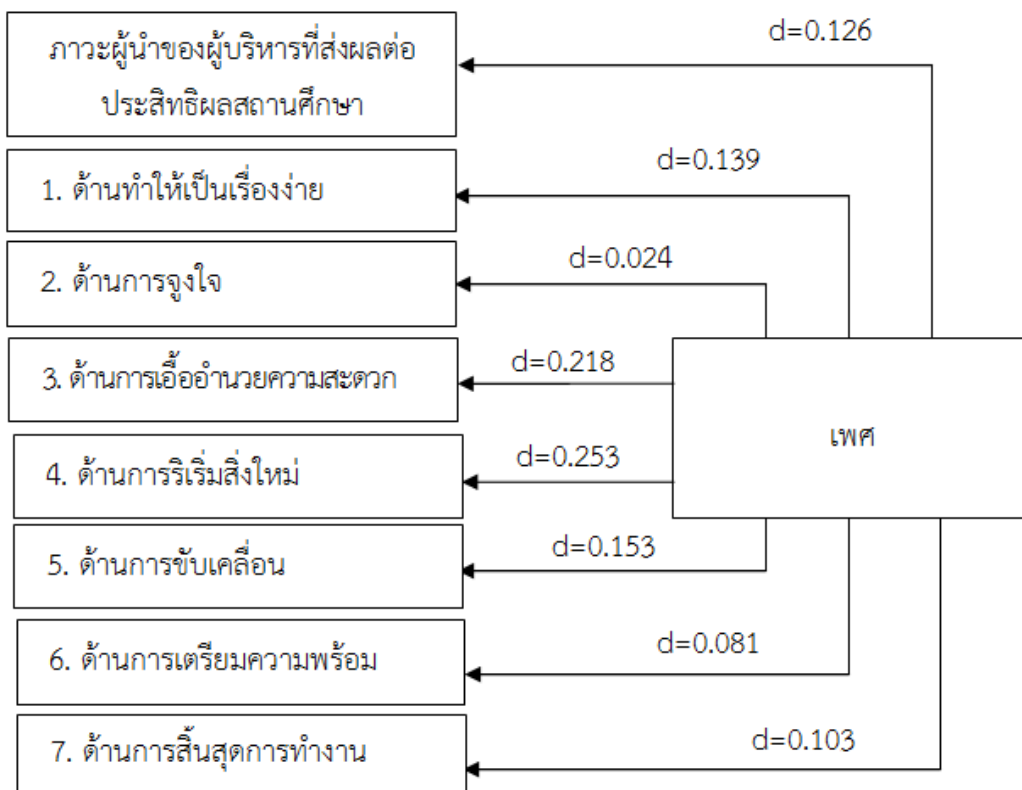 ภาวะผู้นำของผู้บริหารที่ส่งผลต่อ
ประสิทธิผลสถานศึกษา
d=0.126
1. ด้านทำให้เป็นเรื่องง่าย
d=0.139
2. ด้านการจูงใจ
d=0.024
3. ด้านการเอื้ออำนวยความสะดวก
d=0.218
เพศ
4. ด้านการริเริ่มสิ่งใหม่
d=0.253
5. ด้านการขับเคลื่อน
d=0.153
6. ด้านการเตรียมความพร้อม
d=0.081
7. ด้านการสิ้นสุดการทำงาน
d=0.103